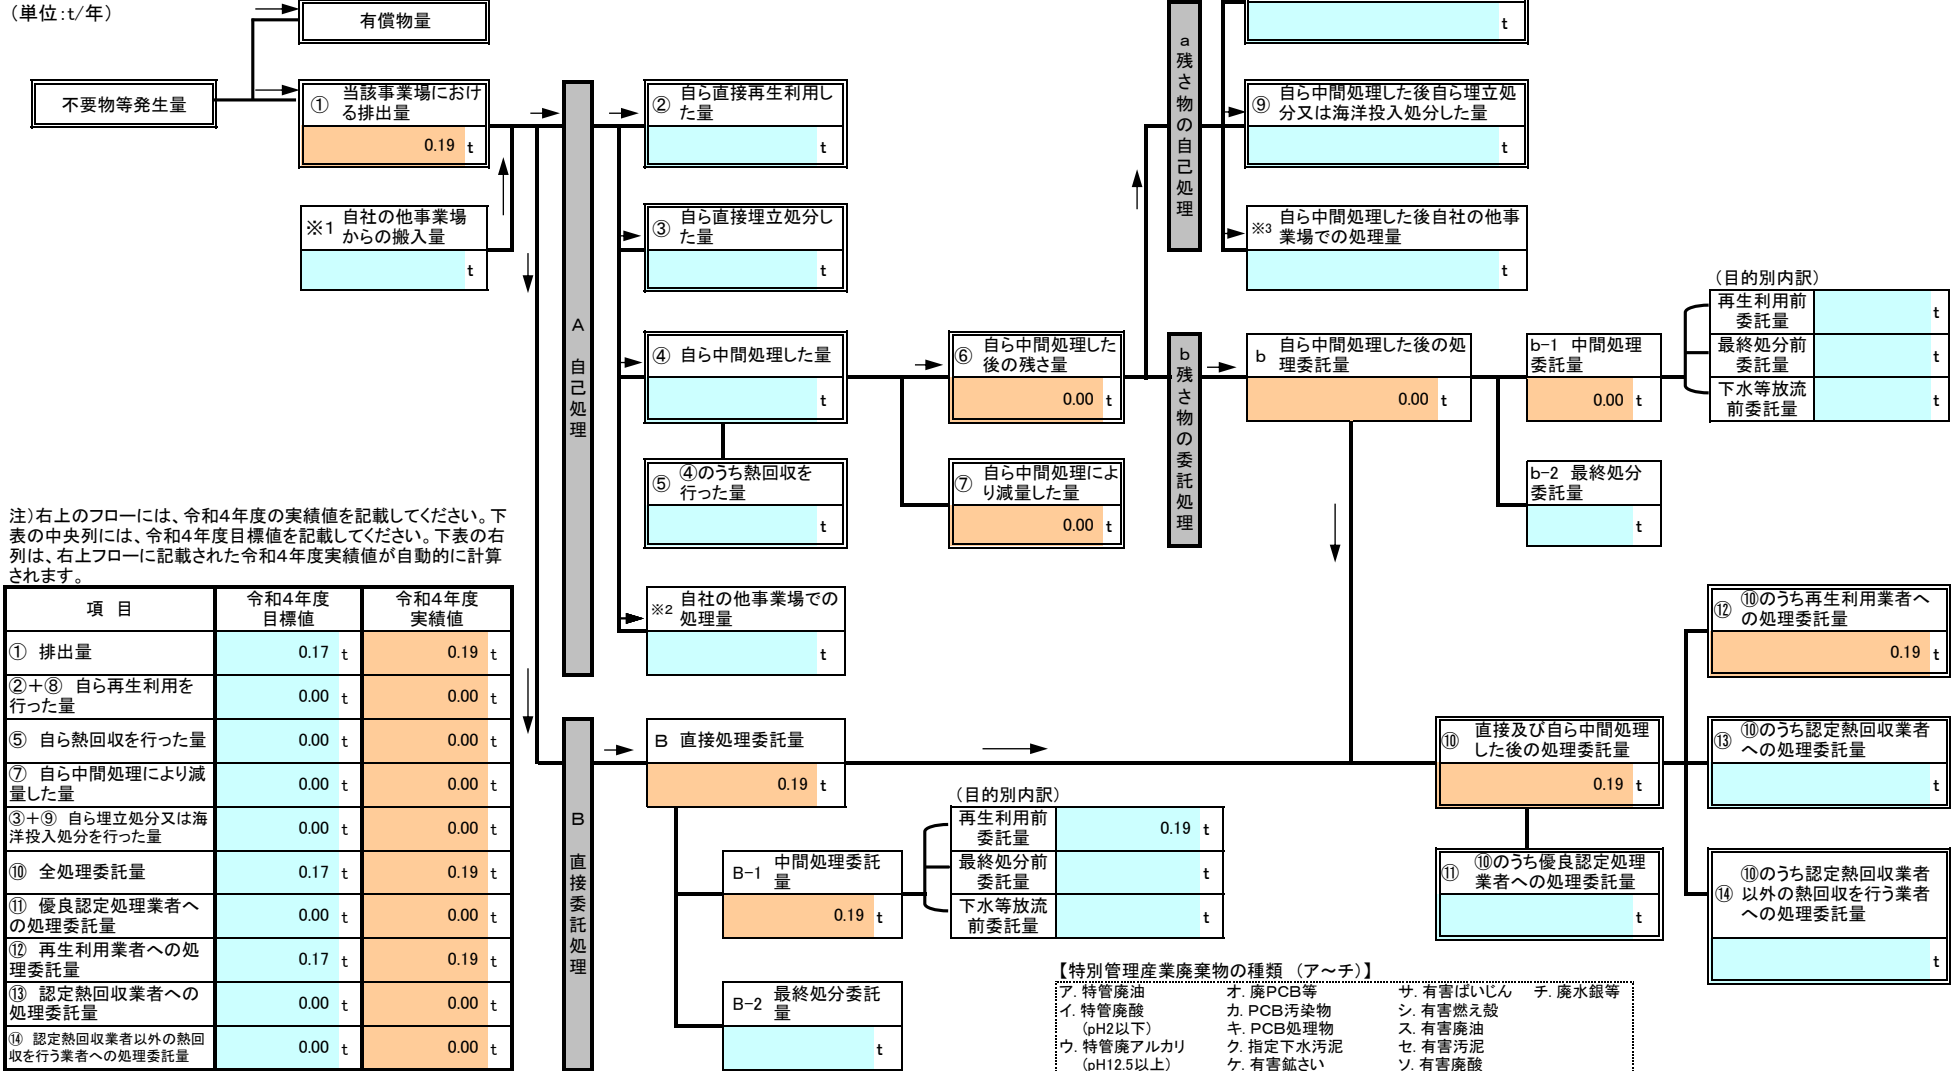 (単位:t/年)
有償物量
不要物等発生量
① 当該事業場におけ
る排出量
0.19 t
※1 自社の他事業場
からの搬入量
t
A 自己処理
② 自ら直接再生利用し
た量
t
③ 自ら直接埋立処分し
た量
t
④ 自ら中間処理した量
t
⑤ ④のうち熱回収を
行った量
t
※2 自社の他事業場での
処理量
t
⑥ 自ら中間処理した
後の残さ量
0.00 t
⑦ 自ら中間処理によ
り減量した量
0.00 t
a 残さ物の自己処理
t
⑨ 自ら中間処理した後自ら埋立処
分又は海洋投入処分した量
t
※3 自ら中間処理した後自社の他事
業場での処理量
t
b 残さ物の委託処理
b 自ら中間処理した後の処
理委託量
0.00 t
b-1 中間処理
委託量
0.00 t
b-2 最終処分
委託量
t
(目的別内訳)
再生利用前
委託量
t
最終処分前
委託量
t
下水等放流
前委託量
t
注)右上のフローには、令和4年度の実績値を記載してください。下
表の中央列には、令和4年度目標値を記載してください。下表の右
列は、右上フローに記載された令和4年度実績値が自動的に計算
されます。
項 目 令和4年度
目標値 令和4年度
実績値
① 排出量 0.17 t 0.19 t
②+⑧ 自ら再生利用を
行った量 0.00 t 0.00 t
⑤ 自ら熱回収を行った量 0.00 t 0.00 t
⑦ 自ら中間処理により減
量した量 0.00 t 0.00 t
③+⑨ 自ら埋立処分又は海
洋投入処分を行った量 0.00 t 0.00 t
⑩ 全処理委託量 0.17 t 0.19 t
⑪ 優良認定処理業者へ
の処理委託量 0.00 t 0.00 t
⑫ 再生利用業者への処
理委託量 0.17 t 0.19 t
⑬ 認定熱回収業者への
処理委託量 0.00 t 0.00 t
⑭ 認定熱回収業者以外の熱回
収を行う業者への処理委託量 0.00 t 0.00 t
B 直接委託処理
B 直接処理委託量
0.19 t
B-1 中間処理委託
量
0.19 t
B-2 最終処分委託
量
t
(目的別内訳)
再生利用前
委託量
0.19 t
最終処分前
委託量
t
下水等放流
前委託量
t
⑩ 直接及び自ら中間処理
した後の処理委託量
0.19 t
⑪ ⑩のうち優良認定処理
業者への処理委託量
t
⑫ ⑩のうち再生利用業者へ
の処理委託量
0.19 t
⑬ ⑩のうち認定熱回収業者
への処理委託量
t
⑭ ⑩のうち認定熱回収業者
以外の熱回収を行う業者
への処理委託量
t
【特別管理産業廃棄物の種類 (ア～チ)】
ア. 特管廃油 オ. 廃PCB等 サ. 有害ばいじん チ. 廃水銀等
イ. 特管廃酸 カ. PCB汚染物 シ. 有害燃え殻
(pH2以下) キ. PCB処理物 ス. 有害廃油
ウ. 特管廃アルカリ ク. 指定下水汚泥 セ. 有害汚泥
(pH12.5以上) ケ. 有害鉱さい ソ. 有害廃酸